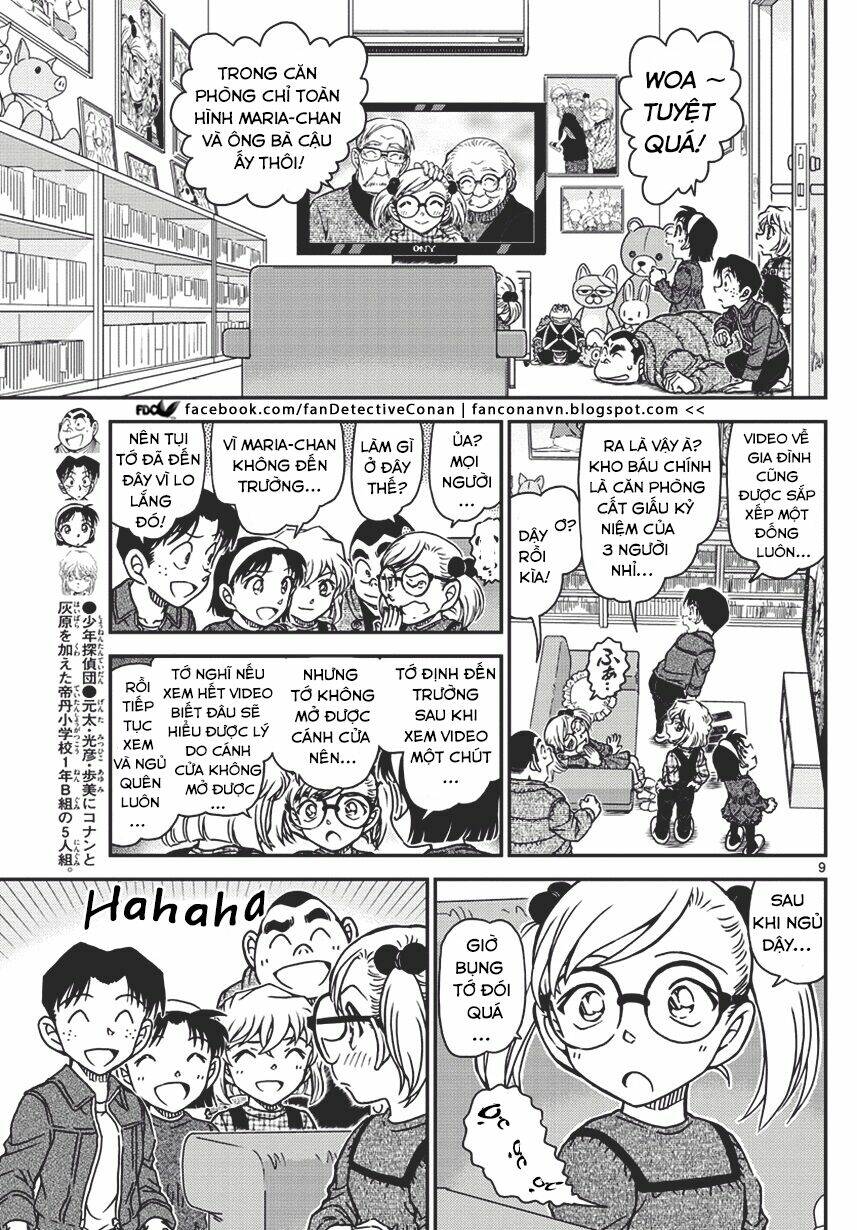 WOA ~
TUYỆT
QUÁ!
TRONG CĂN
PHÒNG CHỈ TOÀN
HÌNH MARIA-CHAN
VÀ ÔNG BÀ CẬU
ẤY THÔI!
ONY
FDC facebook.com/fanDetectiveConan | fanconanvn.blogspot.com <<
VIDEO VỀ
GIA ĐÌNH
CŨNG
ĐƯỢC SẮP
XẾP MỘT
ĐỐNG
LUÔN...
RA LÀ VẬY À?
KHO BÁU CHÍNH
LÀ CĂN PHÒNG
CẤT GIẤU KỶ
NIỆM CỦA
3 NGƯỜI
NHỈ...
Ơ?
DẬY
RỒI
KÌA!
ふぁ…
ỦA?
MỌI
NGƯỜI...
LÀM GÌ
Ở ĐÂY
THẾ?
VÌ MARIA-CHAN
KHÔNG ĐẾN
TRƯỜNG...
NÊN TỤI
TỚ ĐÃ ĐẾN
ĐÂY VÌ LO
LẮNG
ĐÓ!
TỚ ĐỊNH ĐẾN
TRƯỜNG
SAU KHI
XEM VIDEO
MỘT CHÚT
NHƯNG
TỚ KHÔNG
MỞ ĐƯỢC
CÁNH CỬA
NÊN...
TỚ NGHĨ NẾU
XEM HẾT VIDEO
BIẾT ĐÂU SẼ
HIỂU ĐƯỢC LÝ
DO CÁNH
CỬA KHÔNG
MỞ ĐƯỢC
...
RỒI
TIẾP
TỤC XEM
VÀ NGỦ
QUÊN
LUÔN...
●少年探偵団●元太・光彦・歩美にコナンと
灰原を加えた帝丹小学校1年B組の5人組。
9
SAU
KHI NGỦ
DẬY...
GIỜ
BỤNG
TỚ ĐÓI
QUÁ
...
ỌC
ỌC
ỌC
Hahaha